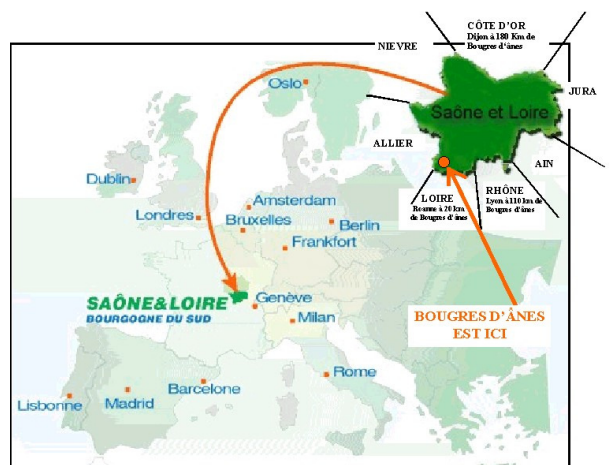 CÔTE D'OR
Dijon à 180 Km de
Bougres d'ânes
NIEVRE
JURA
Saône et Loire
ALLIER
AIN
LOIRE
Roanne à 20 km
de Bougres d'ânes
RHÔNE
Lyon à 110 km de
Bougres d'ânes
Oslo
Dublin
Londres
Amsterdam
Bruxelles
Berlin
Frankfort
SAÔNE&LOIRE
BOURGOGNE DU SUD
Genève
Milan
BOUGRES D'ÂNES
EST ICI
Rome
Barcelone
Madrid
Lisbonne